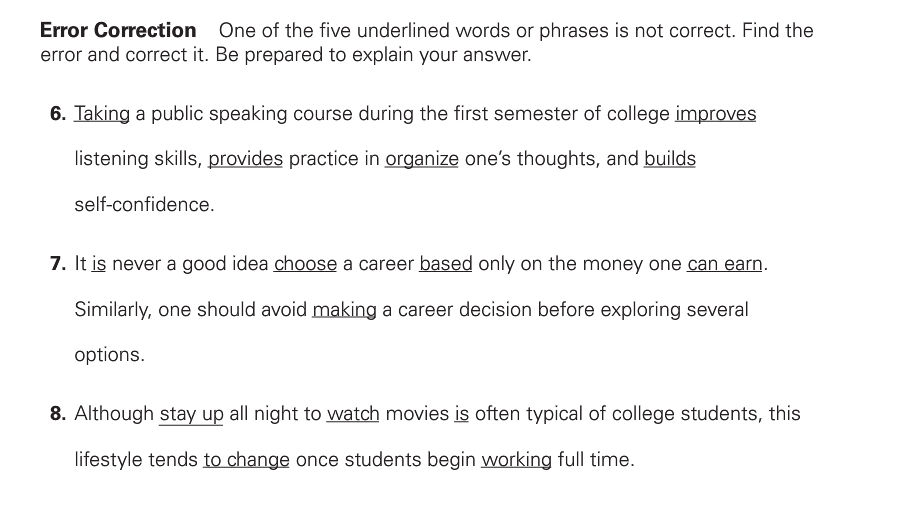 Error Correction One of the five underlined words or phrases is not correct. Find the
error and correct it. Be prepared to explain your answer.
6. Taking a public speaking course during the first semester of college improves
listening skills, provides practice in organize one's thoughts, and builds
self-confidence.
7. It is never a good idea choose a career based only on the money one can earn.
Similarly, one should avoid making a career decision before exploring several
options.
8. Although stay up all night to watch movies is often typical of college students, this
lifestyle tends to change once students begin working full time.